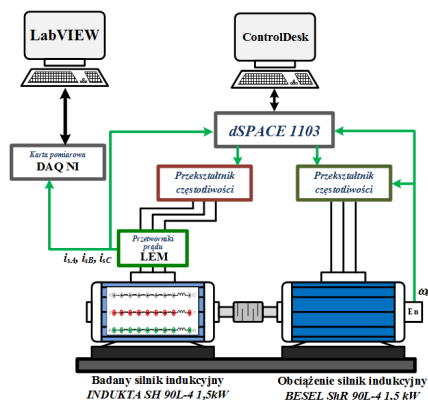 LabVIEW
ControlDesk
dSPACE 1103
Karta pomiarowa
DAQ NI
Przekształtnik
częstotliwości
Przekształtnik
częstotliwości
Przetworniki
prądu
LEM
isA, isB, isC
En
Badany silnik indukcyjny
INDUKTA SH 90L-4 1,5kW
Obciążenie silnik indukcyjny
BESEL ShR 90L-4 1,5 kW